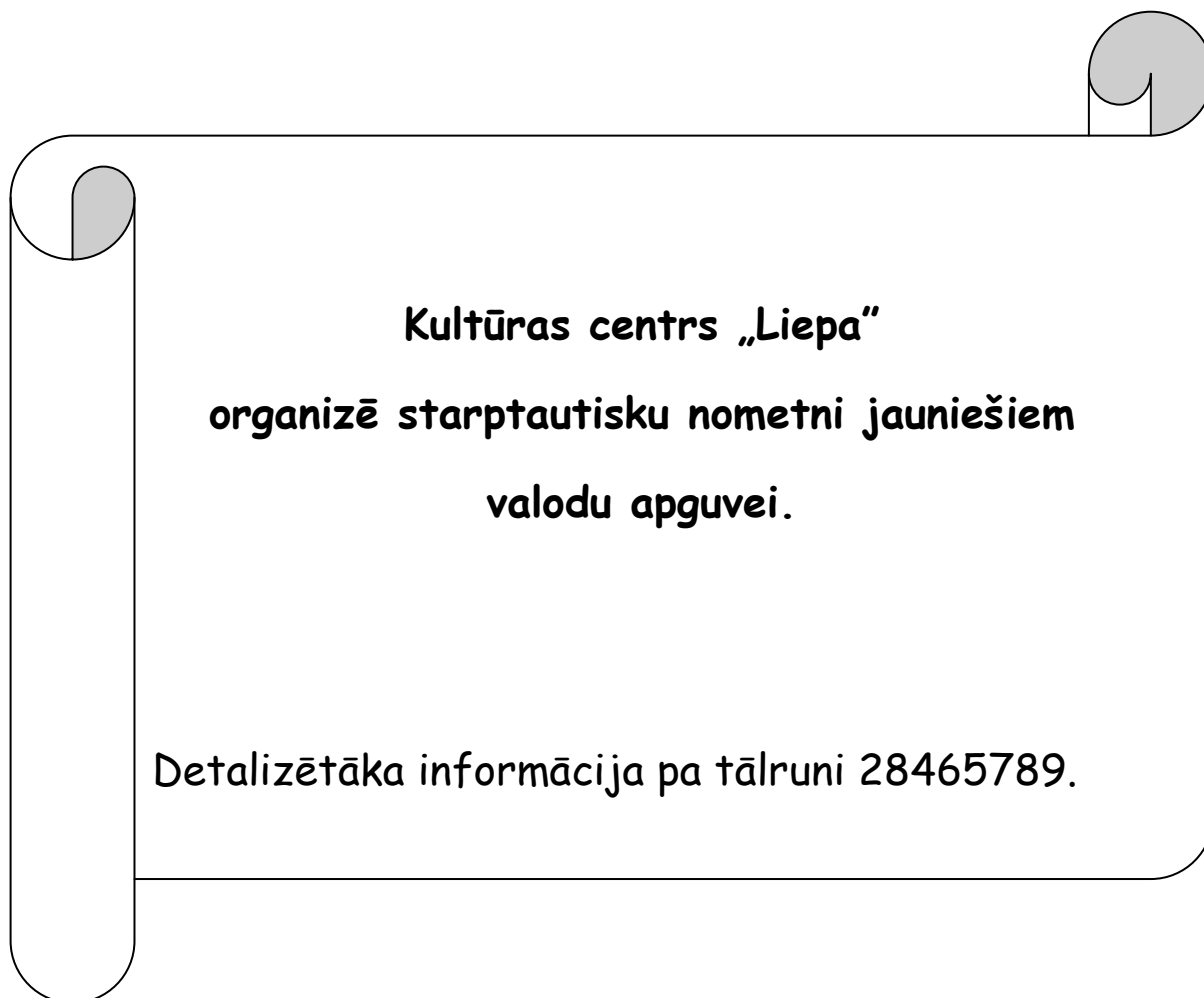 Kultūras centrs „Liepa”
organizē starptautisku nometni jauniešiem
valodu apguvei.
Detalizētāka informācija pa tālruni 28465789.